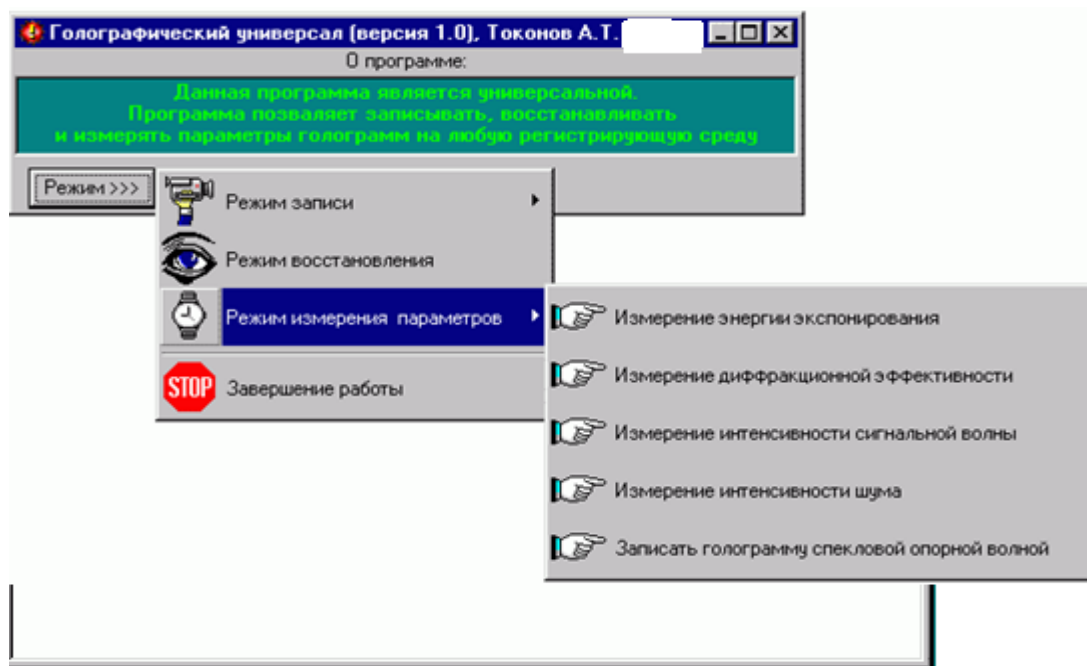 Голографический универсал (версия 1.0), Токонов А.Т.
О программе:
Данная программа является универсальной.
Программа позваляет записывать, восстанавливать
и измерять параметры голограмм на любую регистрирующую среду
Режим >>>
Режим записи
Режим восстановления
Режим измерения параметров
STOP Завершение работы
Измерение энергии экспонирования
Измерение диффракционной эффективности
Измерение интенсивности сигнальной волны
Измерение интенсивности шума
Записать голограмму спекловой опорной волной